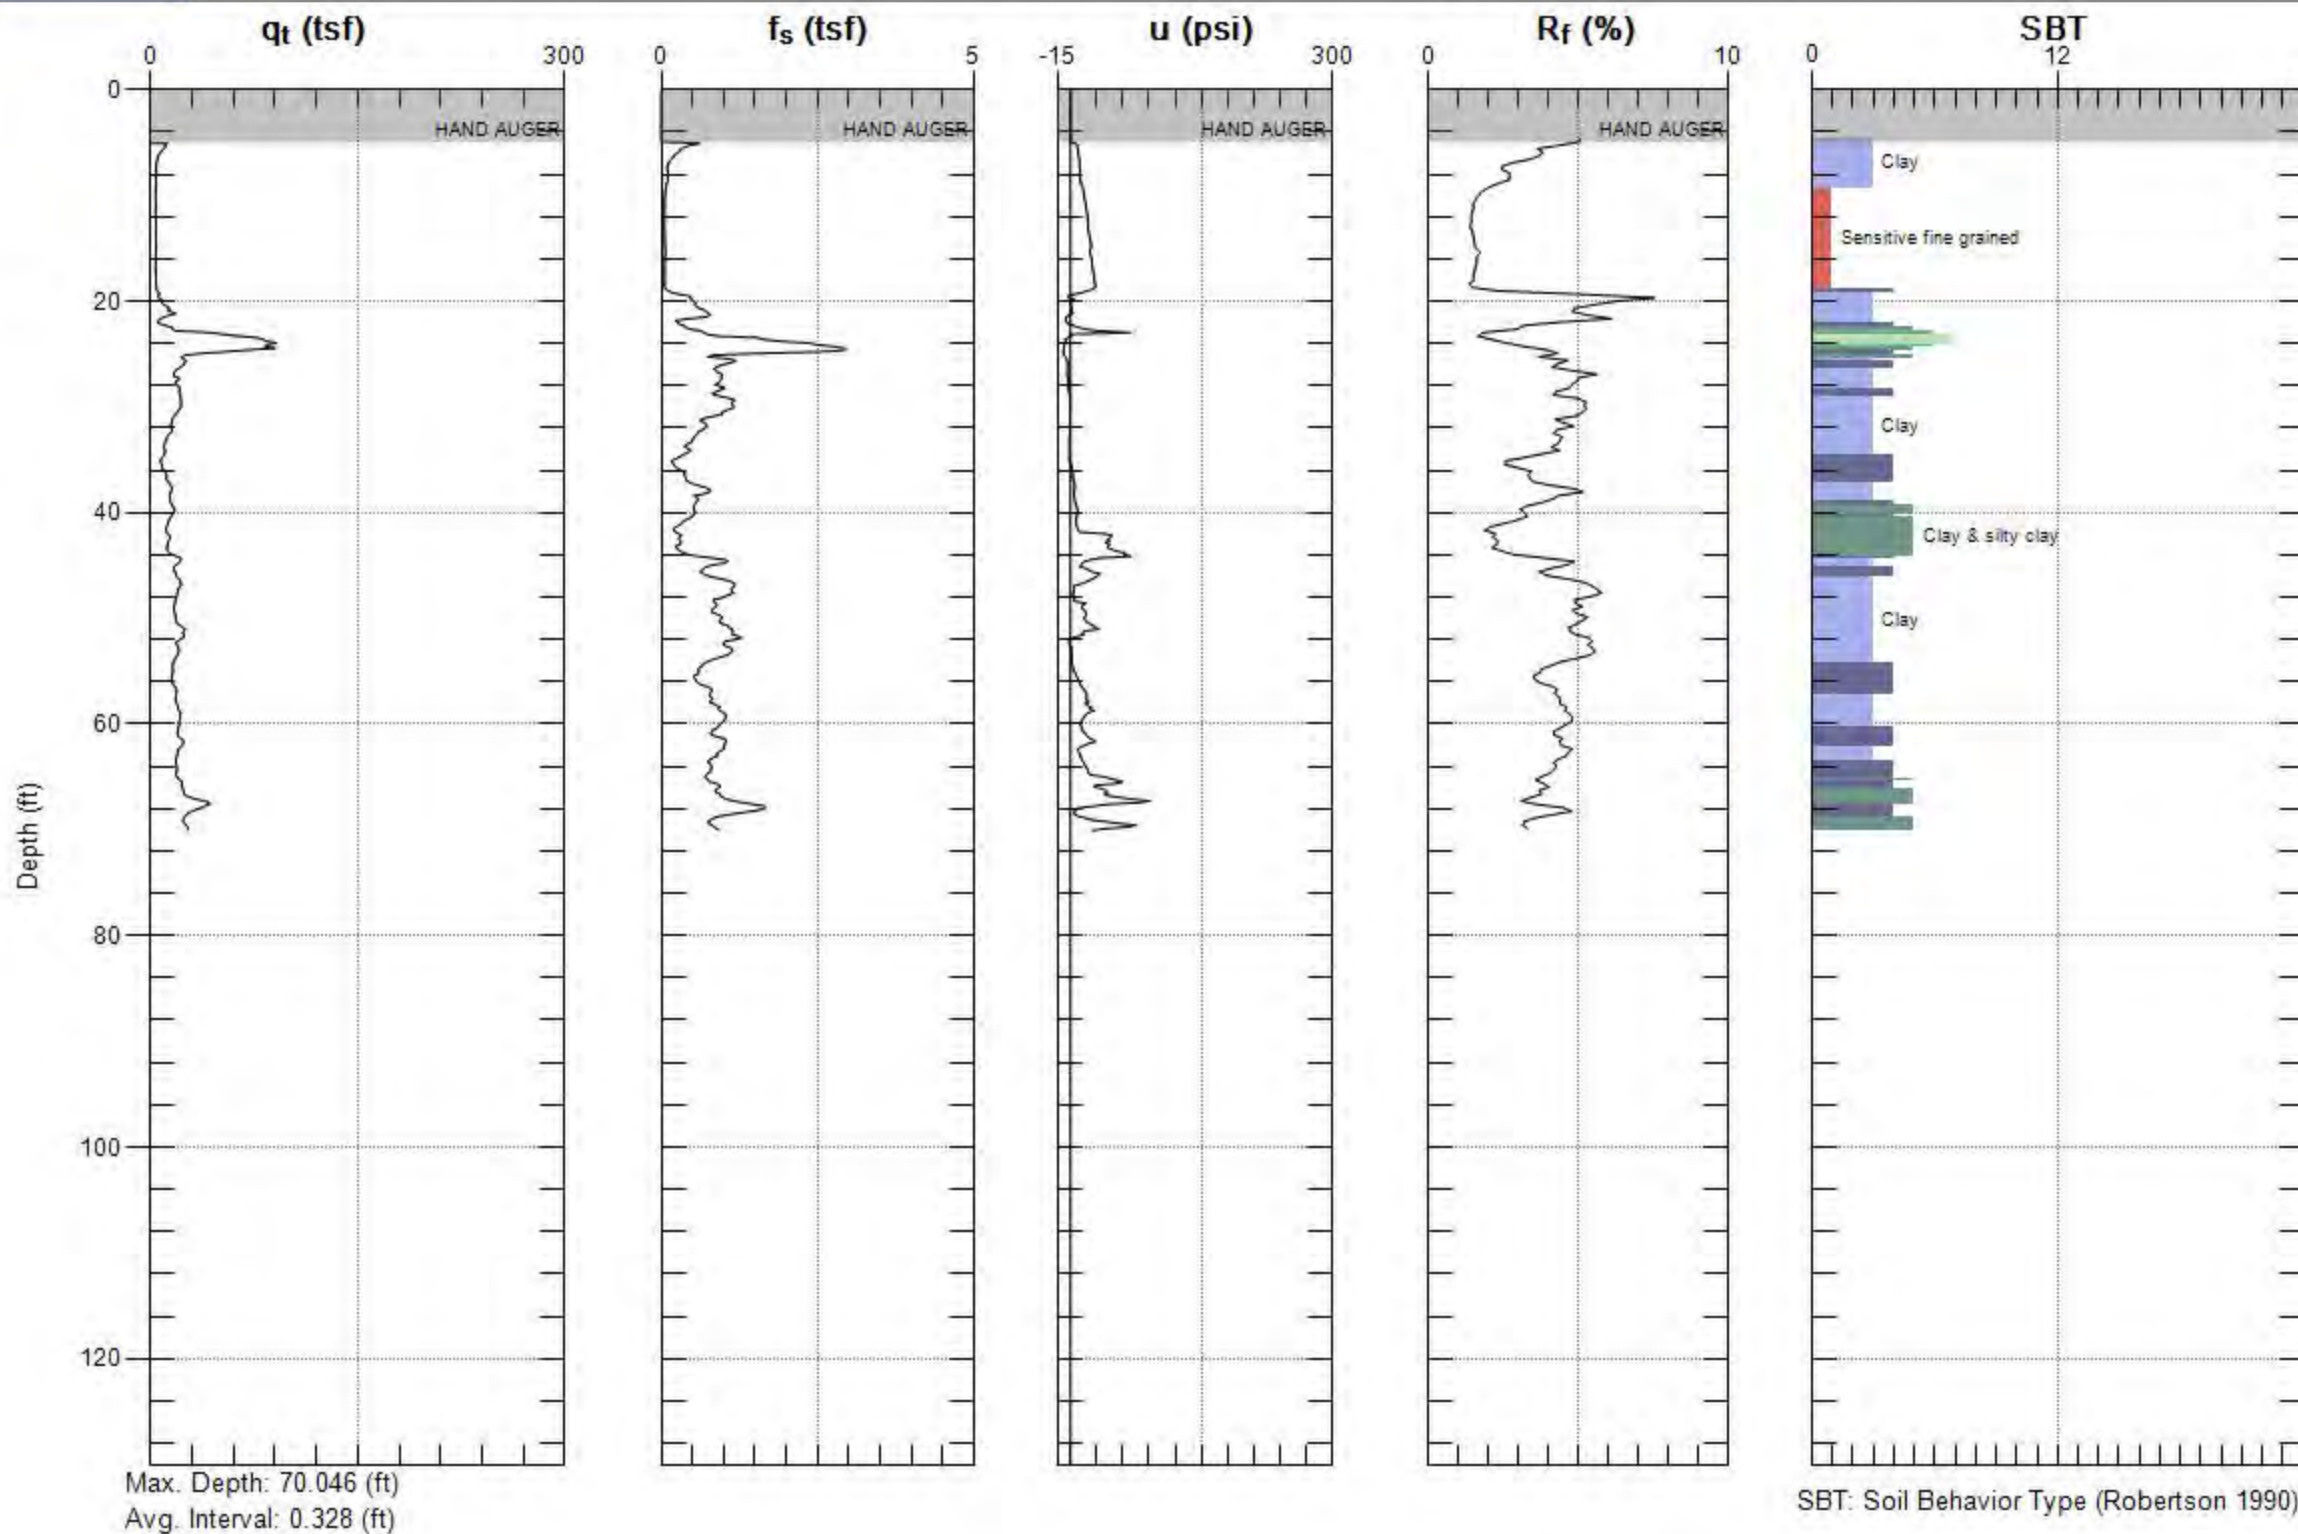 qt (tsf)
fs (tsf)
u (psi)
Rf (%)
SBT
0 300
0 5
-15 300
0 10
0 12
0
HAND AUGER
HAND AUGER
HAND AUGER
HAND AUGER
Clay
Sensitive fine grained
20
Clay
40
Clay & silty clay
Clay
60
Depth (ft)
80
100
120
Max. Depth: 70.046 (ft)
Avg. Interval: 0.328 (ft)
SBT: Soil Behavior Type (Robertson 1990)